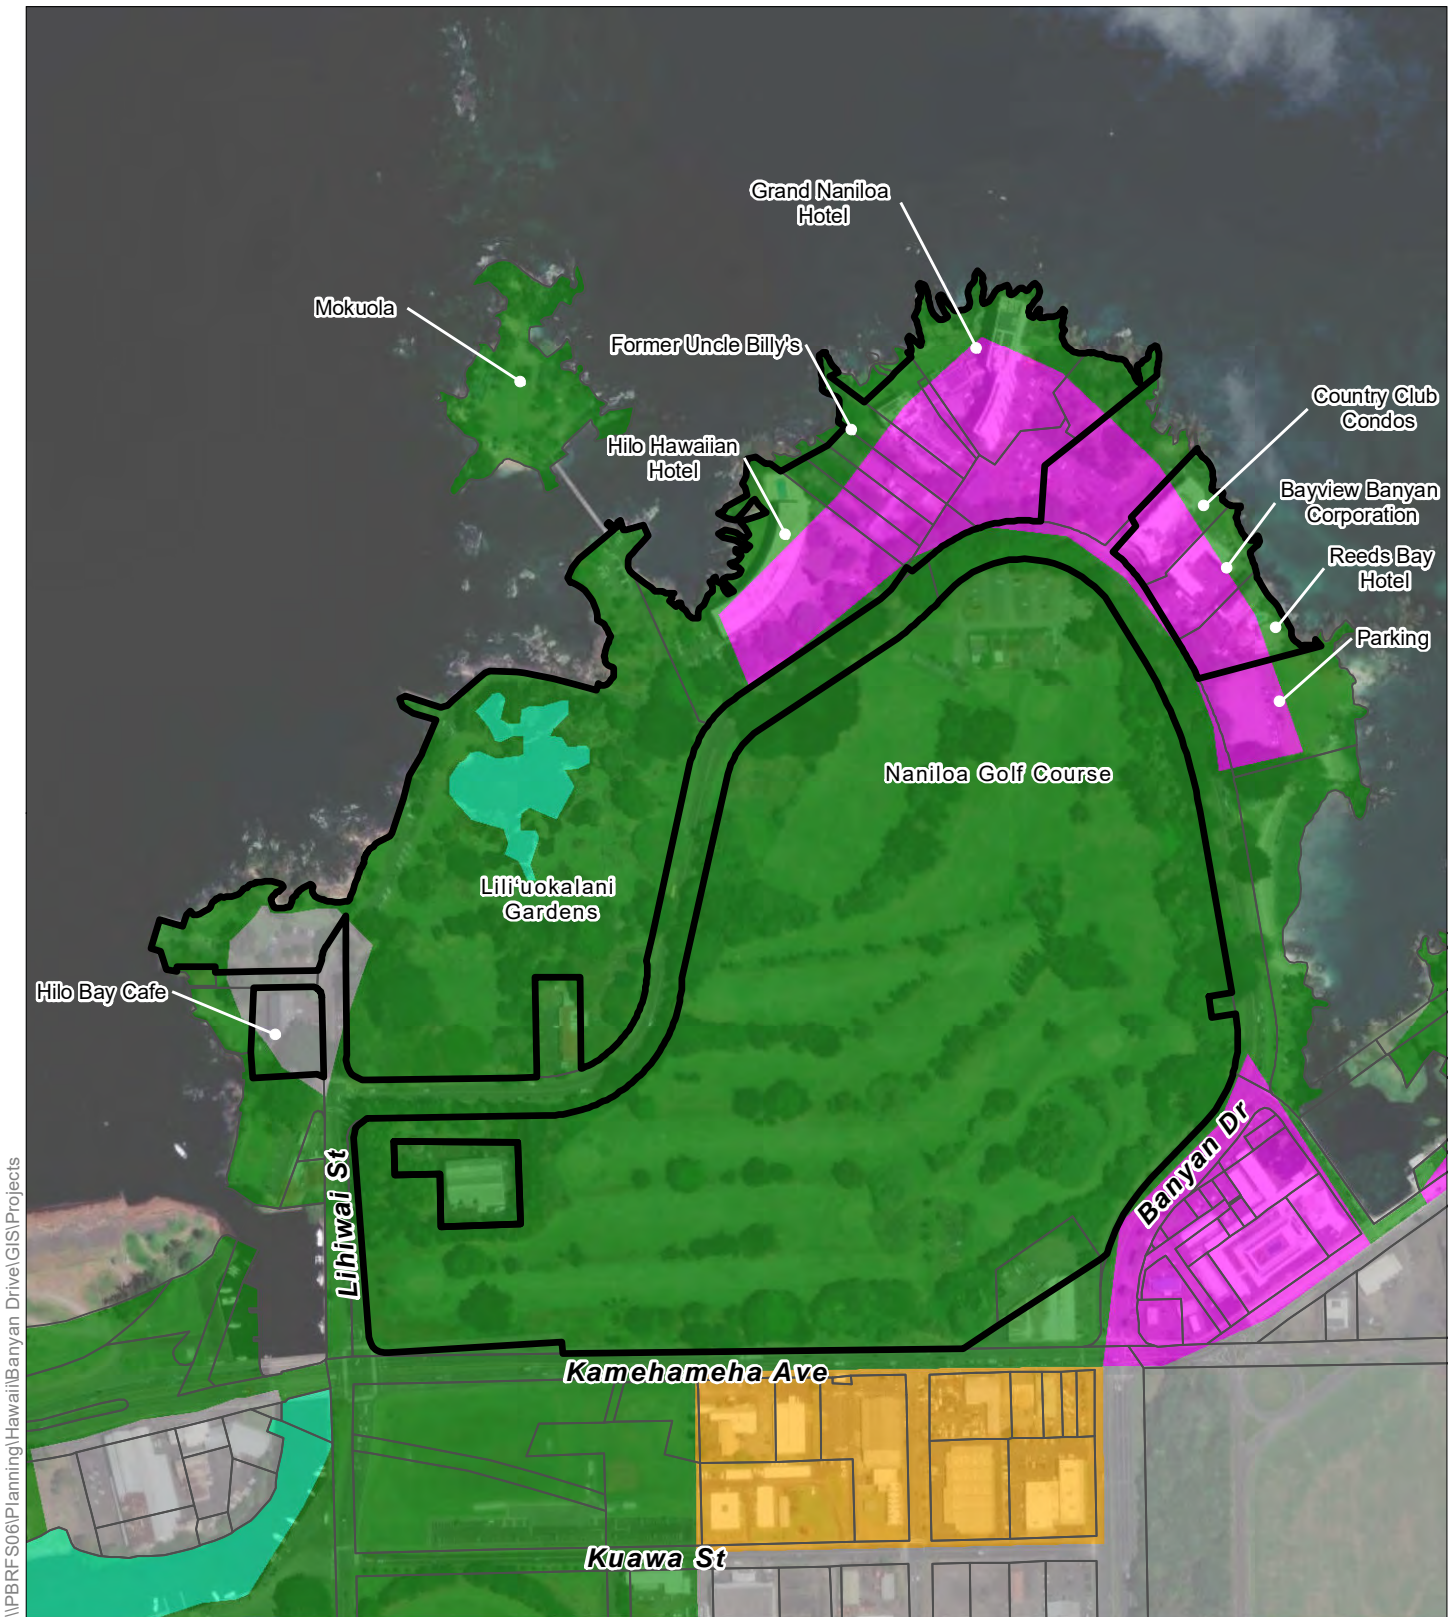 Grand Naniloa
Hotel
Mokuola
Former Uncle Billy's
Country Club
Condos
Hilo Hawaiian
Hotel
Bayview Banyan
Corporation
Reeds Bay
Hotel
Parking
Naniloa Golf Course
Liliʻuokalani
Gardens
Hilo Bay Cafe
Banyan Dr
Lihiwai St
Kamehameha Ave
Kuawa St
\\PBRFS06\Planning\Hawaii\Banyan Drive\GIS\Projects